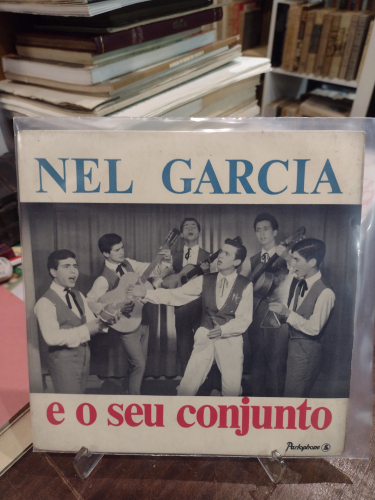 NEL GARCIA
e o seu conjunto
Parlophone